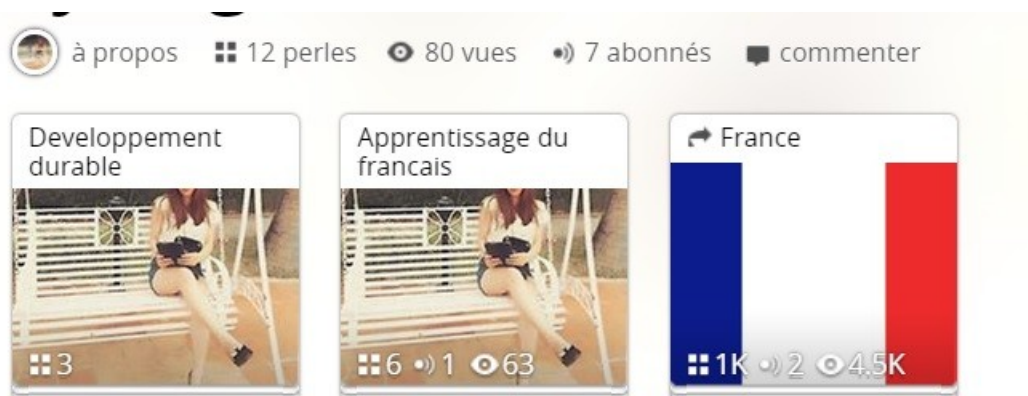 à propos 12 perles 80 vues 7 abonnés commenter
Developpement
durable
3
Apprentissage du
francais
6 1 63
France
1K 2 4.5K